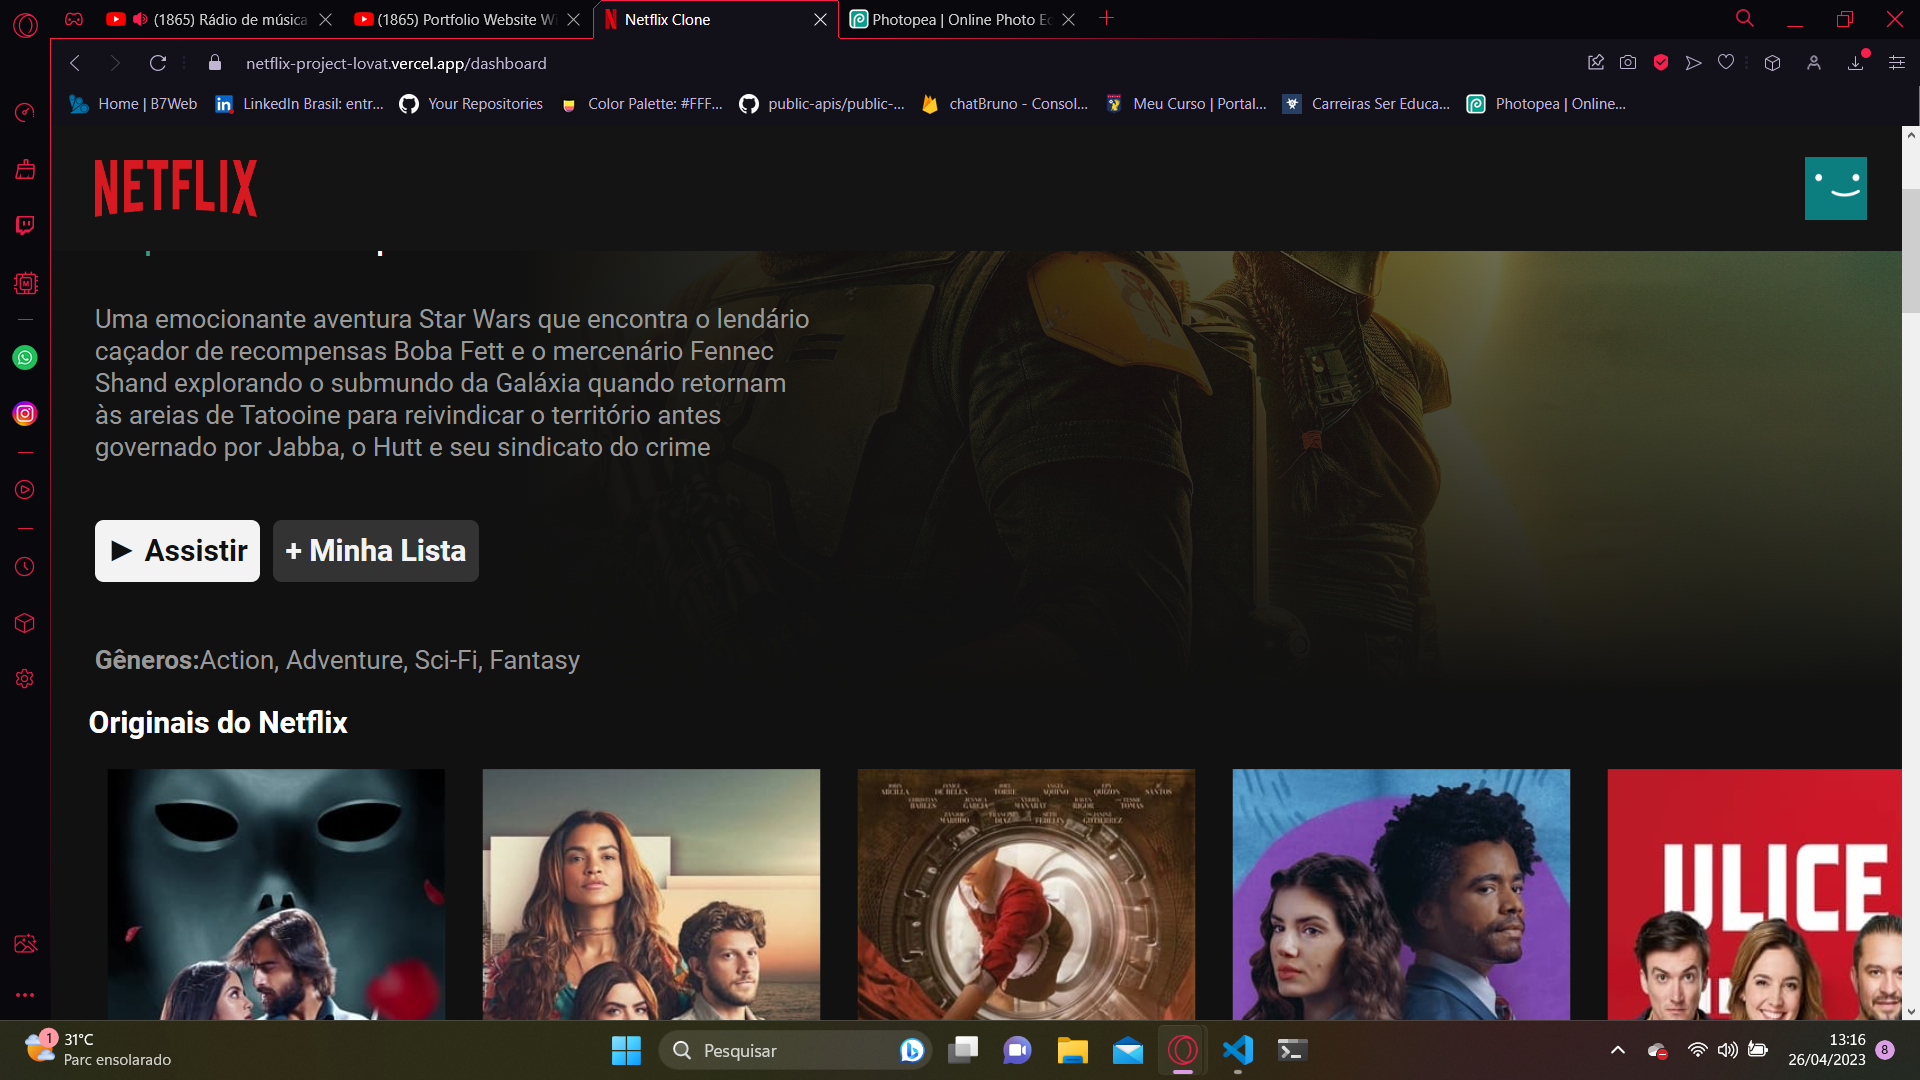 (1865) Rádio de música
(1865) Portfolio Website Wi
Netflix Clone
Photopea | Online Photo Ed
netflix-project-lovat.vercel.app/dashboard
Home | B7Web
LinkedIn Brasil: entr...
Your Repositories
Color Palette: #FFF...
public-apis/public-...
chatBruno - Consol...
Meu Curso | Portal...
Carreiras Ser Educa...
Photopea | Online...
NETFLIX
Uma emocionante aventura Star Wars que encontra o lendário
caçador de recompensas Boba Fett e o mercenário Fennec
Shand explorando o submundo da Galáxia quando retornam
às areias de Tatooine para reivindicar o território antes
governado por Jabba, o Hutt e seu sindicato do crime
Assistir
+ Minha Lista
Gêneros:Action, Adventure, Sci-Fi, Fantasy
Originais do Netflix
ULICE
1
31°C
Parc ensolarado
Pesquisar
13:16
26/04/2023
8